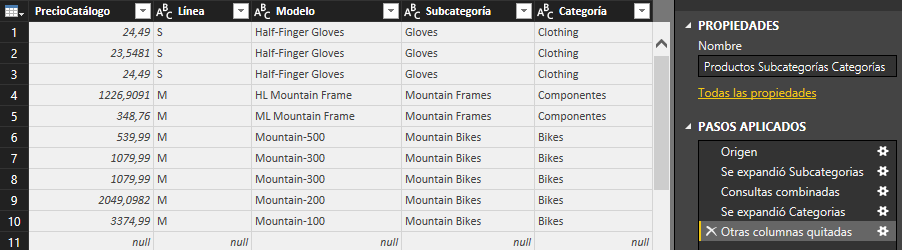 PrecioCatálogo ABC Línea ABC Modelo ABC Subcategoría ABC Categoría
1 24,49 S Half-Finger Gloves Gloves Clothing
2 23,5481 S Half-Finger Gloves Gloves Clothing
3 24,49 S Half-Finger Gloves Gloves Clothing
4 1226,9091 M HL Mountain Frame Mountain Frames Componentes
5 348,76 M ML Mountain Frame Mountain Frames Componentes
6 539,99 M Mountain-500 Mountain Bikes Bikes
7 1079,99 M Mountain-300 Mountain Bikes Bikes
8 1079,99 M Mountain-300 Mountain Bikes Bikes
9 2049,0982 M Mountain-200 Mountain Bikes Bikes
10 3374,99 M Mountain-100 Mountain Bikes Bikes
11 null null null null null
PROPIEDADES
Nombre
Productos Subcategorías Categorías
Todas las propiedades
PASOS APLICADOS
Origen
Se expandió Subcategorias
Consultas combinadas
Se expandió Categorias
Otras columnas quitadas